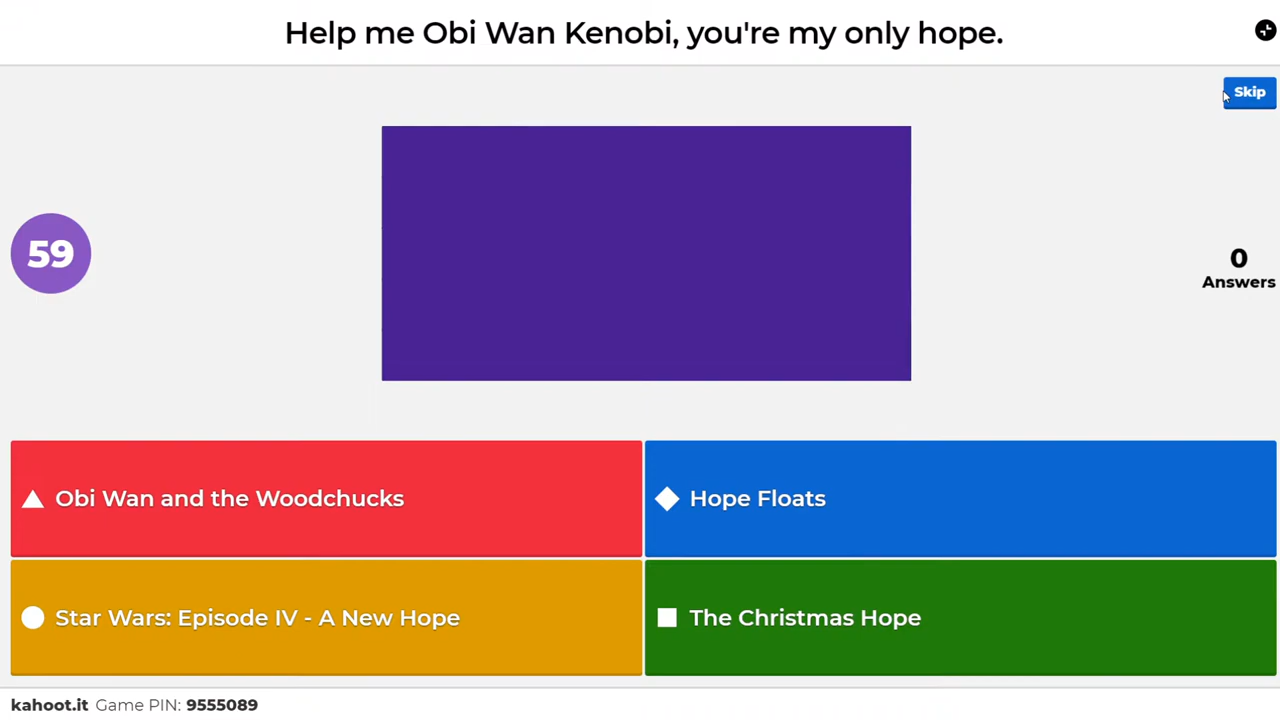 Help me Obi Wan Kenobi, you're my only hope.
Skip
59
0
Answers
Obi Wan and the Woodchucks
Hope Floats
Star Wars: Episode IV - A New Hope
The Christmas Hope
kahoot.it Game PIN: 9555089